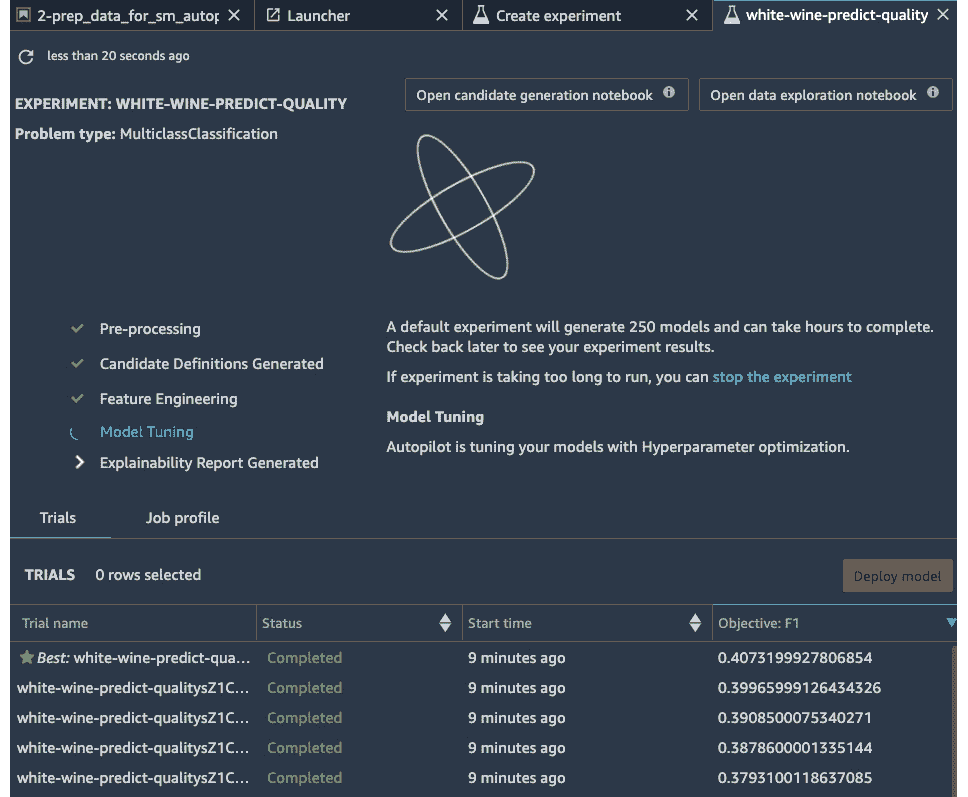 2-prep_data_for_sm_autop
Launcher
Create experiment
white-wine-predict-quality
less than 20 seconds ago
EXPERIMENT: WHITE-WINE-PREDICT-QUALITY
Open candidate generation notebook
Open data exploration notebook
Problem type: MulticlassClassification
Pre-processing
Candidate Definitions Generated
Feature Engineering
Model Tuning
Explainability Report Generated
A default experiment will generate 250 models and can take hours to complete.
Check back later to see your experiment results.
If experiment is taking too long to run, you can stop the experiment
Model Tuning
Autopilot is tuning your models with Hyperparameter optimization.
Trials Job profile
TRIALS 0 rows selected
Deploy model
Trial name Status Start time Objective: F1
Best: white-wine-predict-qua... Completed 9 minutes ago 0.4073199927806854
white-wine-predict-qualitysZ1C... Completed 9 minutes ago 0.39965999126434326
white-wine-predict-qualitysZ1C... Completed 9 minutes ago 0.3908500075340271
white-wine-predict-qualitysZ1C... Completed 9 minutes ago 0.3878600001335144
white-wine-predict-qualitysZ1C... Completed 9 minutes ago 0.3793100118637085